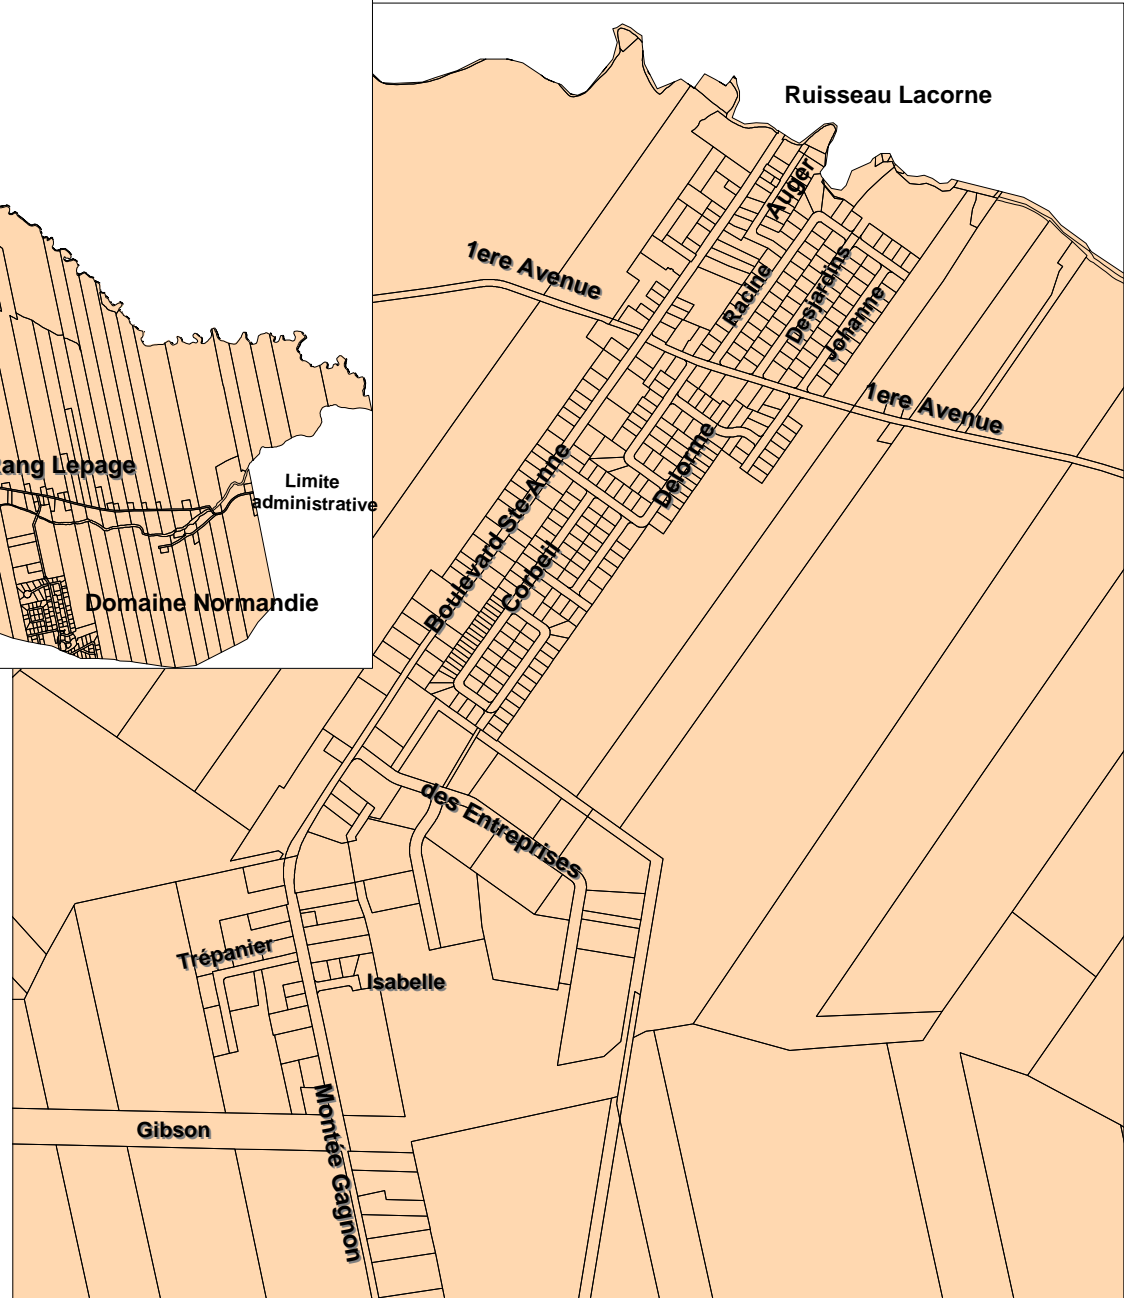 Ruisseau Lacorne
Auger
1ere Avenue
Racine
Desjardins
Johanne
1ere Avenue
Delorme
Boulevard Ste-Anne
Corbeil
Rang Lepage
Limite
administrative
Domaine Normandie
des Entreprises
Trépanier
Isabelle
Gibson
Montée Gagnon